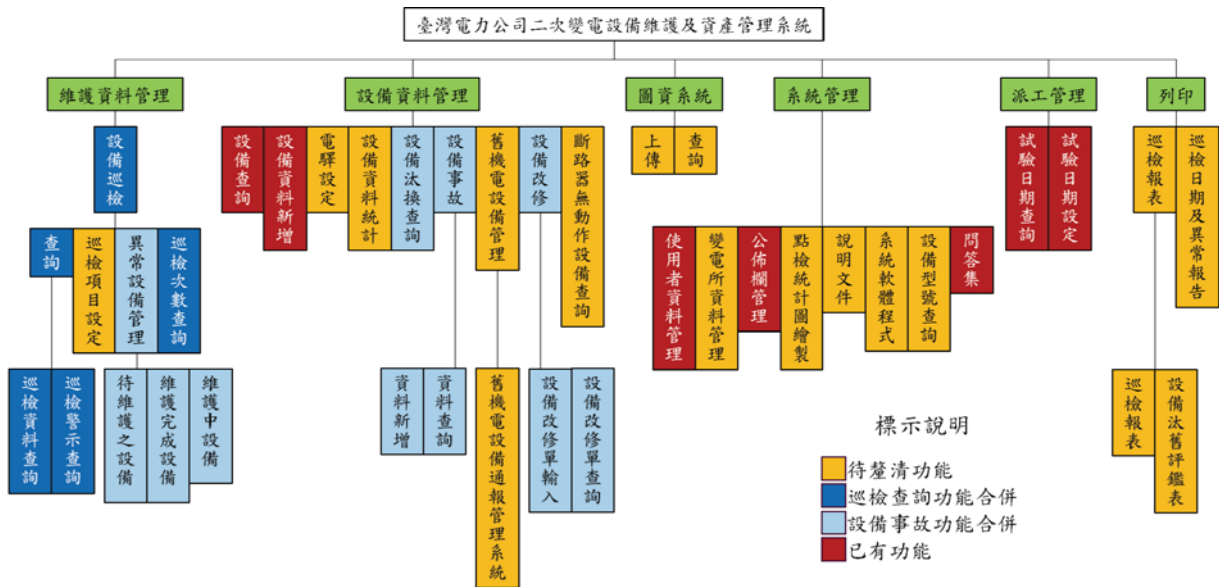 臺灣電力公司二次變電設備維護及資產管理系統
維護資料管理
設備資料管理
圖資系統
系統管理
派工管理
列印
設備巡檢
設備查詢
設備資料新增
電驛設定
設備資料統計
設備汰換查詢
設備事故
舊機電設備管理
設備改修
斷路器無動作設備查詢
上傳
查詢
試驗日期查詢
試驗日期設定
巡檢報表
巡檢日期及異常報告
查詢
巡檢項目設定
異常設備管理
巡檢次數查詢
使用者資料管理
變電所資料管理
公佈欄管理
點檢統計圖繪製
說明文件
系統軟體程式
設備型號查詢
問答集
巡檢資料查詢
巡檢警示查詢
待維護之設備
維護完成設備
維護中設備
資料新增
資料查詢
舊機電設備通報管理系統
設備改修單輸入
設備改修單查詢
巡檢報表
設備汰舊評鑑表
標示說明
待釐清功能
巡檢查詢功能合併
設備事故功能合併
已有功能